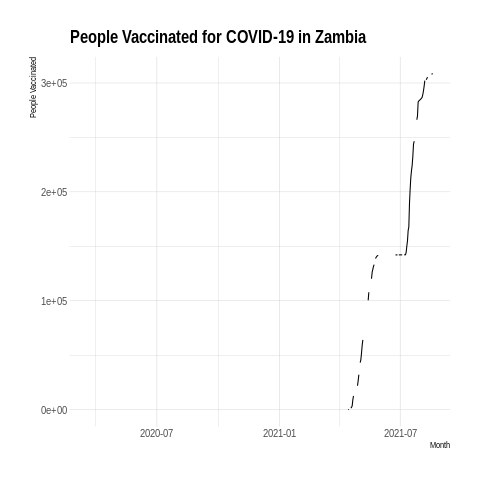 People Vaccinated for COVID-19 in Zambia
People Vaccinated
3e+05
2e+05
1e+05
0e+00
2020-07 2021-01 2021-07
Month